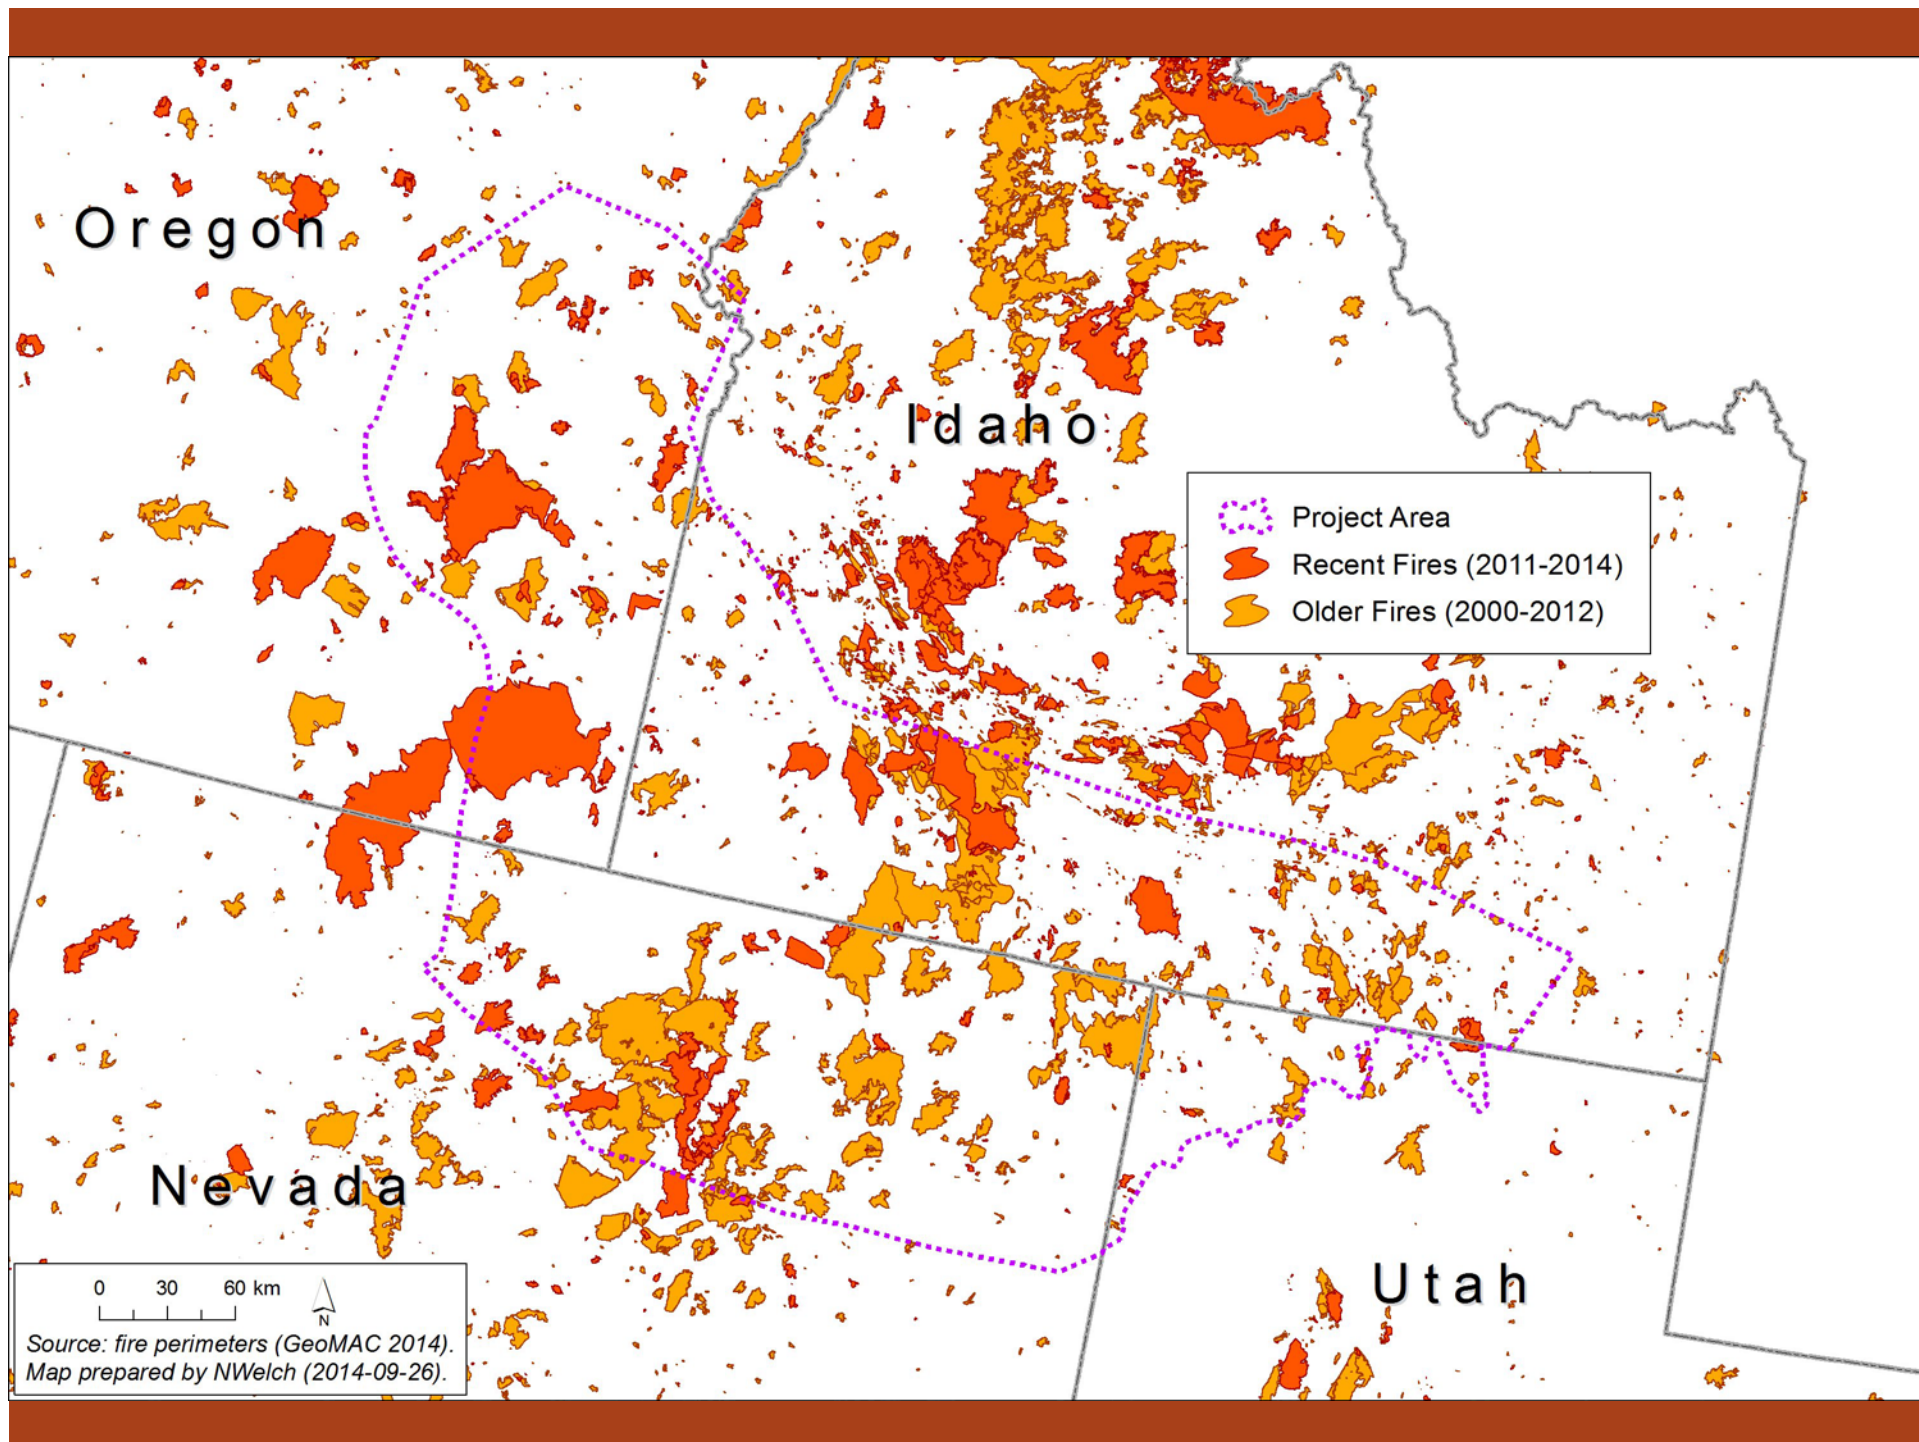 Oregon
Idaho
Project Area
Recent Fires (2011-2014)
Older Fires (2000-2012)
Nevada
Utah
0 30 60 km
N
Source: fire perimeters (GeoMAC 2014).
Map prepared by NWelch (2014-09-26).